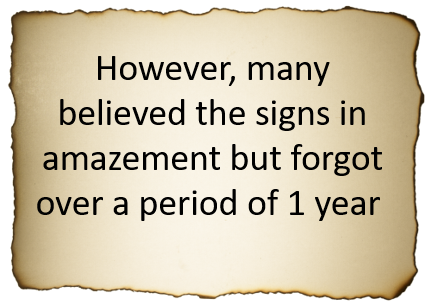 However, many
believed the signs in
amazement but forgot
over a period of 1 year